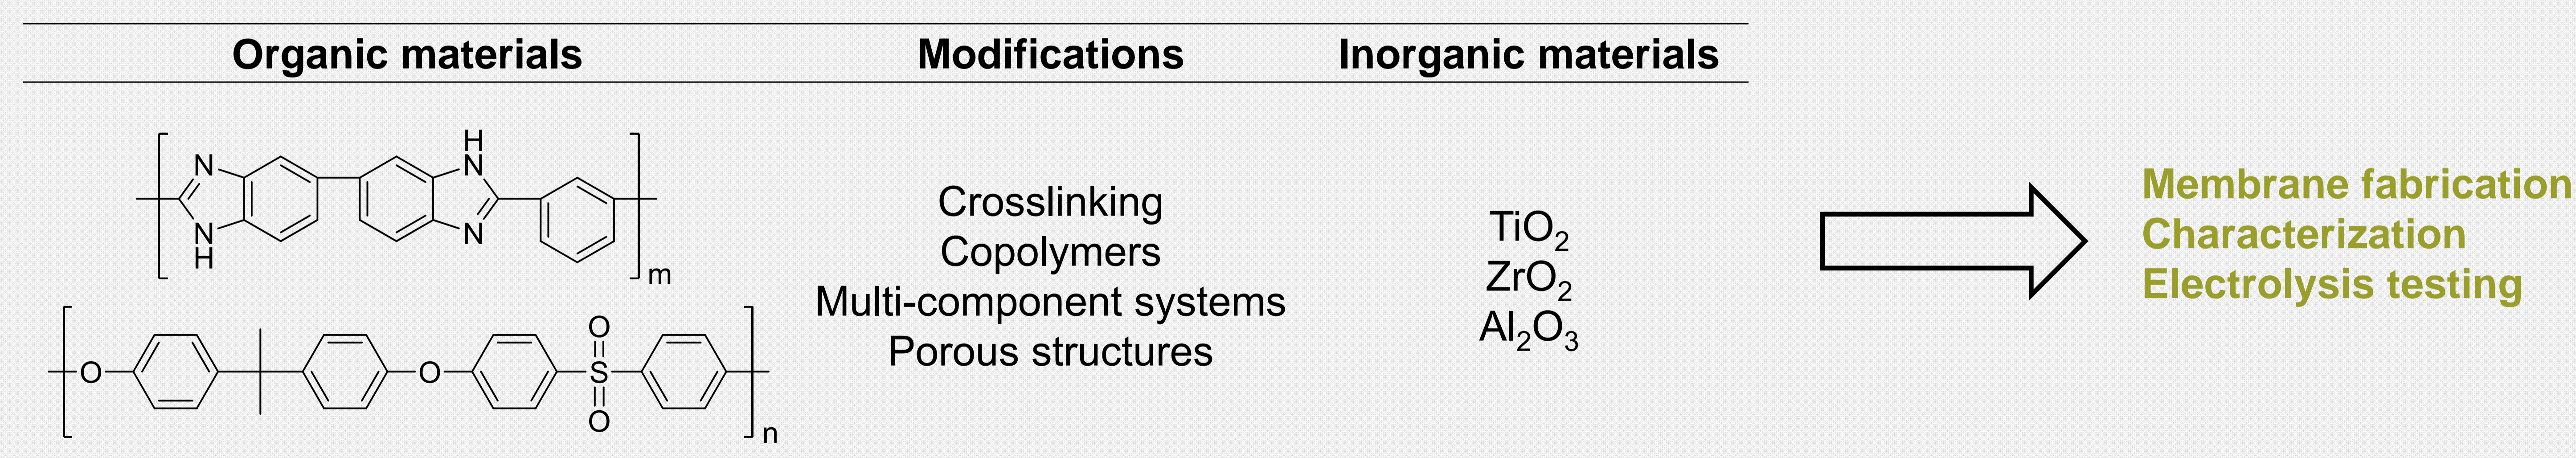 Organic materials
Modifications
Inorganic materials
N
N
H
H
N
N
m
O
O
O
S
O
n
Crosslinking
Copolymers
Multi-component systems
Porous structures
TiO2
ZrO2
Al2O3
Membrane fabrication
Characterization
Electrolysis testing